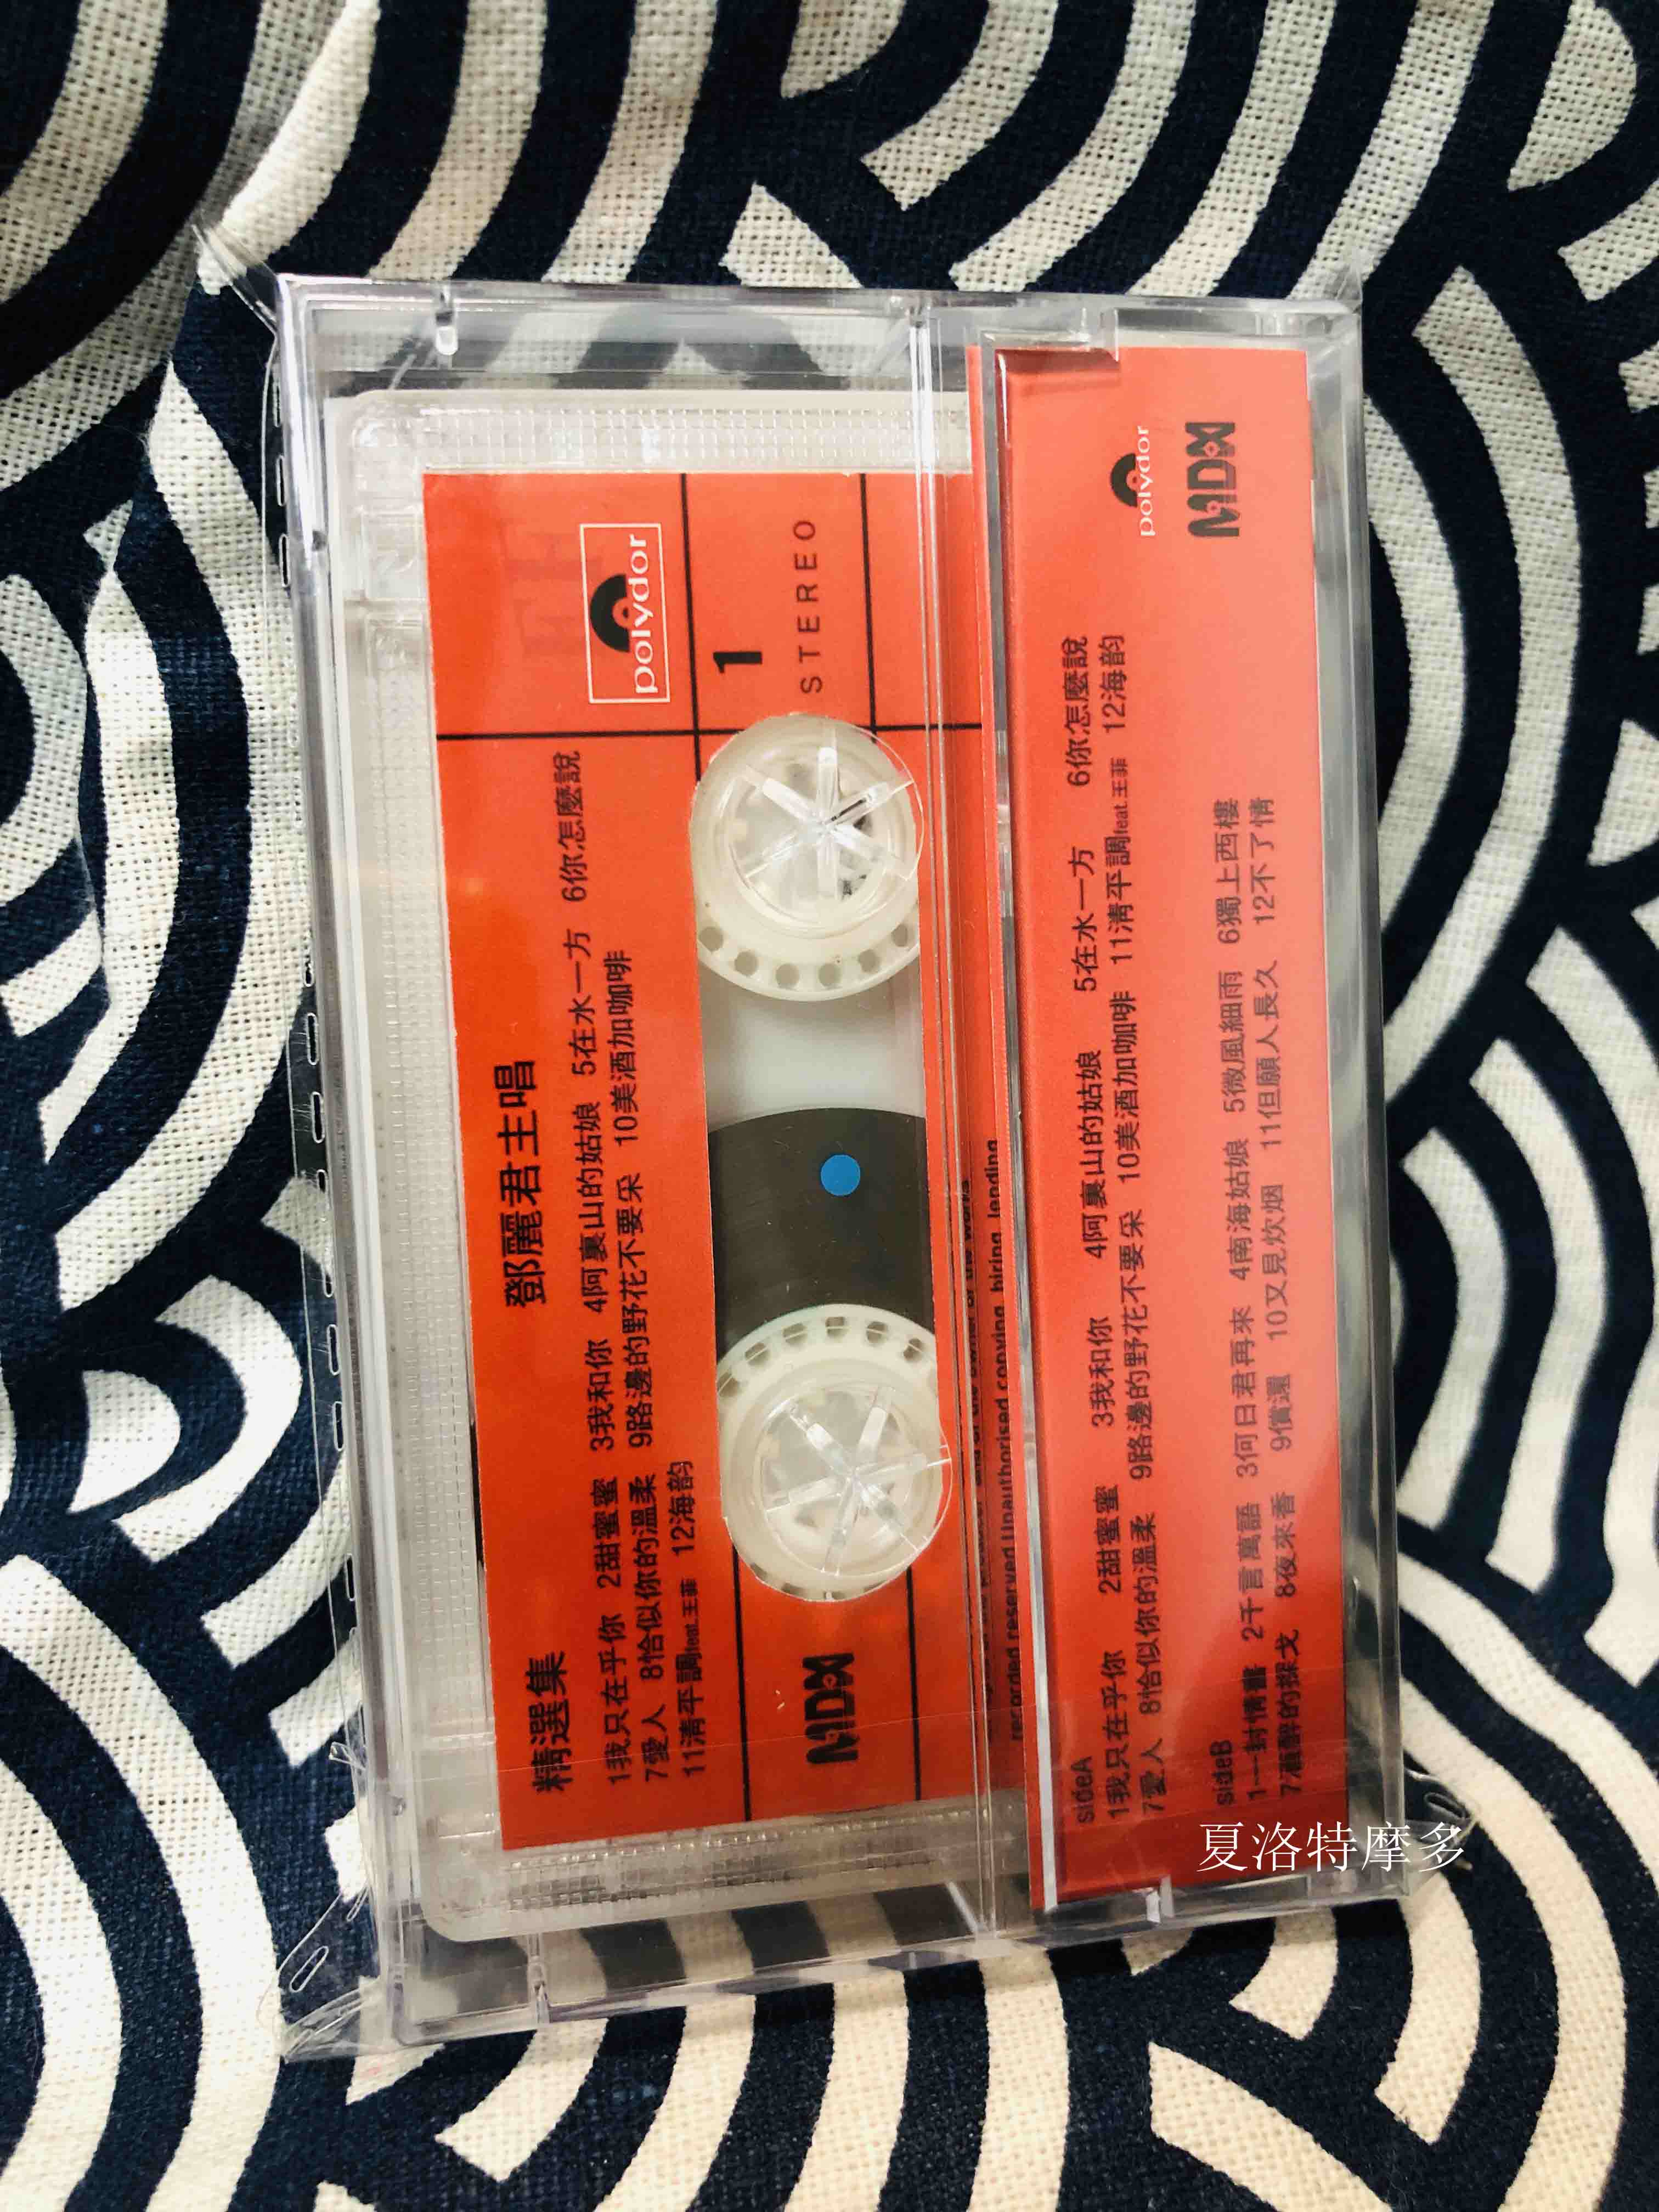 精選集 鄧麗君主唱
1我只在乎你 2甜蜜蜜 3我和你 4阿裏山的姑娘 5在水一方 6你怎麼說
7愛人 8恰似你的溫柔 9路邊的野花不要采 10美酒加咖啡
11清平調feat.王菲 12海韵
polydor
1
STEREO
MDX
recorded reserved Unauthorised copying, hiring, lending
sideA
1我只在乎你 2甜蜜蜜 3我和你 4阿裏山的姑娘 5在水一方 6你怎麼說
7愛人 8恰似你的溫柔 9路邊的野花不要采 10美酒加咖啡 11清平調feat.王菲 12海韵
sideB
1一封情書 2千言萬語 3何日君再來 4南海姑娘 5微風細雨 6獨上西樓
7酒醉的探戈 8夜來香 9償還 10又見炊烟 11但願人長久 12不了情
polydor
MDX
夏洛特摩多